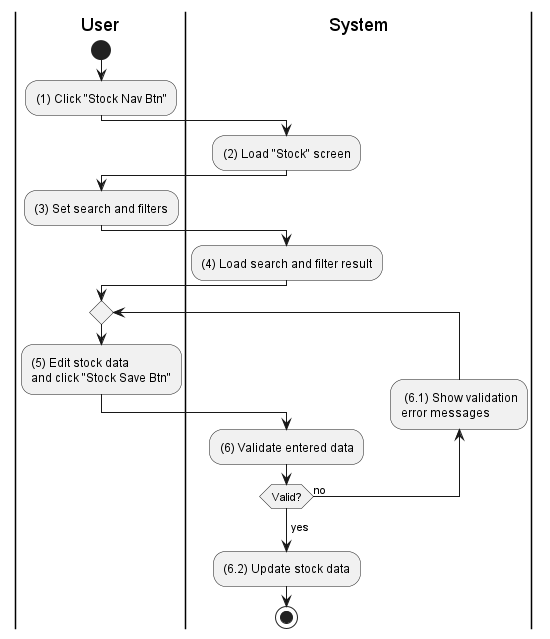 User
System
(1) Click "Stock Nav Btn"
(2) Load "Stock" screen
(3) Set search and filters
(4) Load search and filter result
(5) Edit stock data
and click "Stock Save Btn"
(6.1) Show validation
error messages
(6) Validate entered data
Valid?
no
yes
(6.2) Update stock data